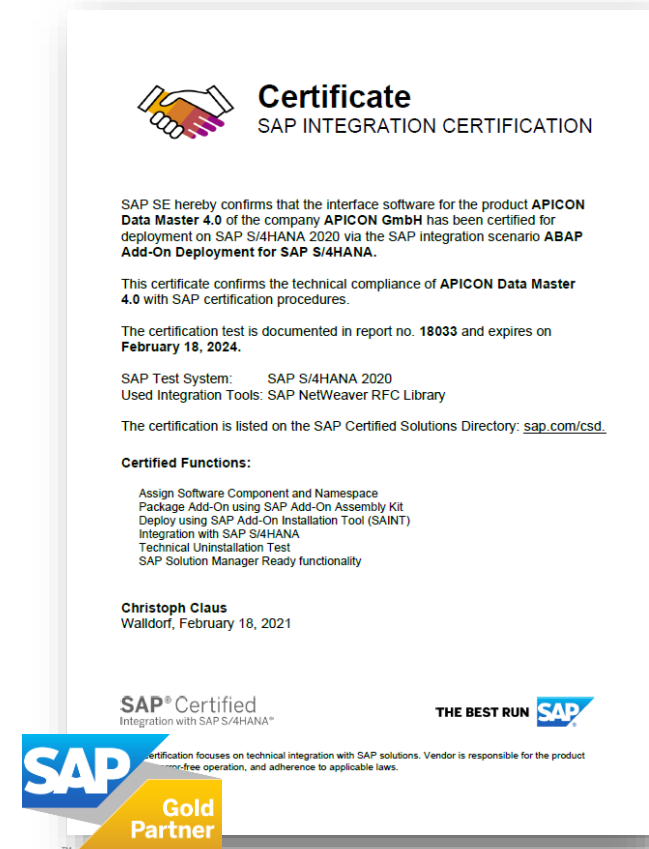 Certificate
SAP INTEGRATION CERTIFICATION
SAP SE hereby confirms that the interface software for the product APICON
Data Master 4.0 of the company APICON GmbH has been certified for
deployment on SAP S/4HANA 2020 via the SAP integration scenario ABAP
Add-On Deployment for SAP S/4HANA.
This certificate confirms the technical compliance of APICON Data Master
4.0 with SAP certification procedures.
The certification test is documented in report no. 18033 and expires on
February 18, 2024.
SAP Test System: SAP S/4HANA 2020
Used Integration Tools: SAP NetWeaver RFC Library
The certification is listed on the SAP Certified Solutions Directory: sap.com/csd.
Certified Functions:
Assign Software Component and Namespace
Package Add-On using SAP Add-On Assembly Kit
Deploy using SAP Add-On Installation Tool (SAINT)
Integration with SAP S/4HANA
Technical Uninstallation Test
SAP Solution Manager Ready functionality
Christoph Claus
Walldorf, February 18, 2021
SAP® Certified
Integration with SAP S/4HANA®
THE BEST RUN SAP
focuses on technical integration with SAP solutions. Vendor is responsible for the product
operation, and adherence to applicable laws.
SAP
Gold
Partner